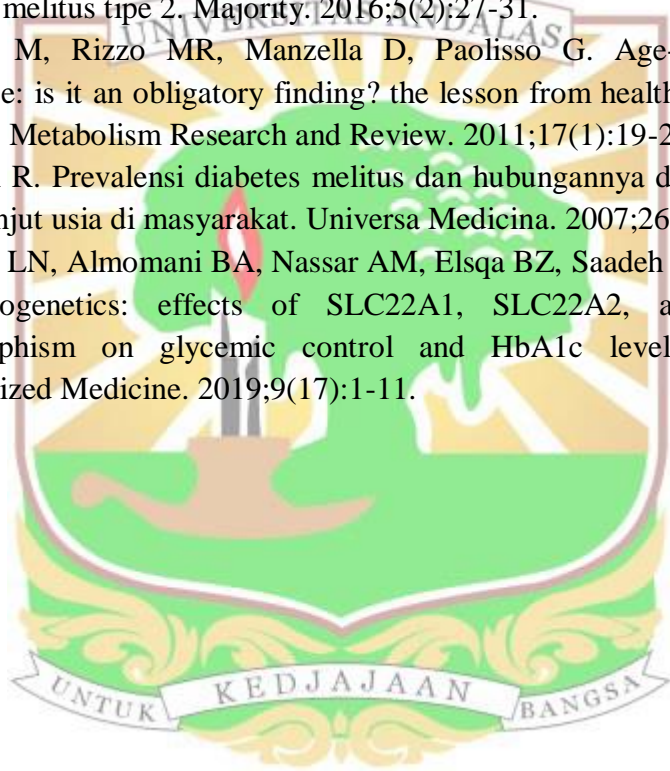 melitus tipe 2. Majority. 2016;5(2):27-31.
UNIVERSITAS ANDALAS
M, Rizzo MR, Manzella D, Paolisso G. Age-
e: is it an obligatory finding? the lesson from health
Metabolism Research and Review. 2011;17(1):19-2
R. Prevalensi diabetes melitus dan hubungannya d
njut usia di masyarakat. Universa Medicina. 2007;26
LN, Almomani BA, Nassar AM, Elsqa BZ, Saadeh
ogenetics: effects of SLC22A1, SLC22A2, a
phism on glycemic control and HbA1c level
ized Medicine. 2019;9(17):1-11.
UNTUK KEDJAJAAN BANGSA